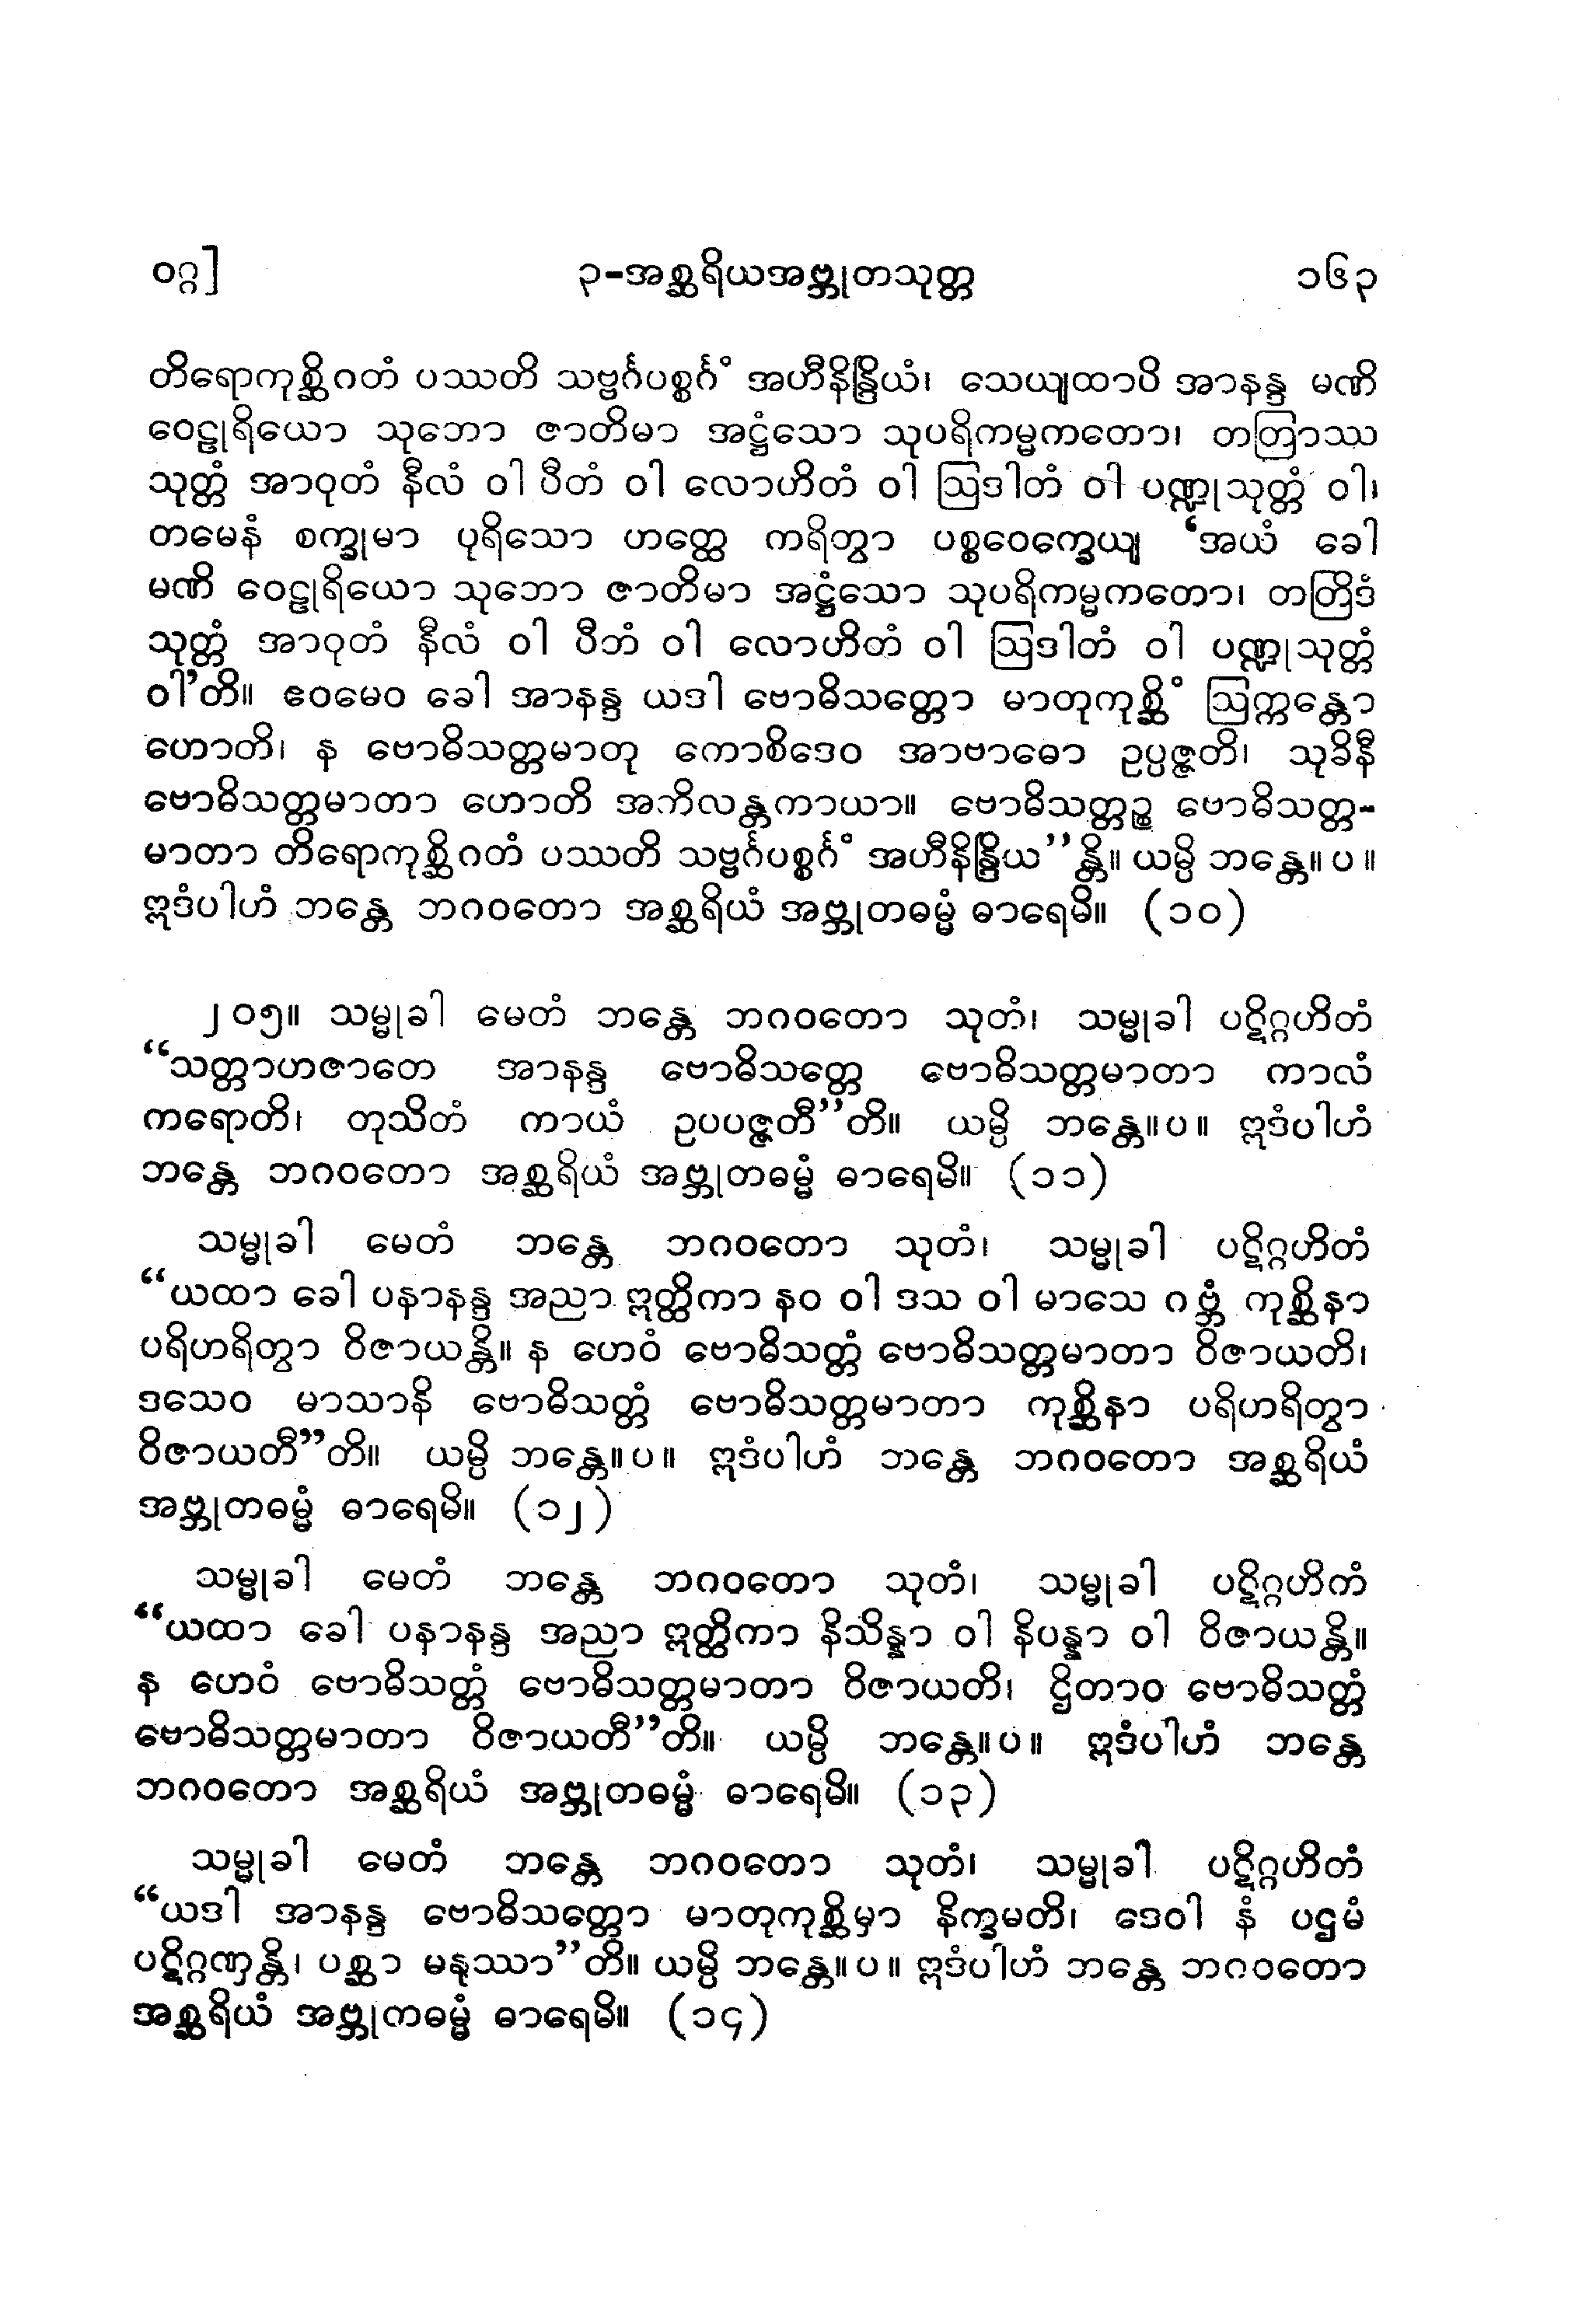 ဝဂ္ဂ]	၃-အစ္ဆရိယအဗ္ဘုတသုတ္တ	၁၆၃
တိရောကုစ္ဆိဂတံ ပဿတိ သဗ္ဗင်္ဂပစ္စင်္ဂံ အဟီနိန္ဒြိယံ၊ သေယျထာပိ အာနန္ဒ မဏိ
ဝေဠုရိယော သုဘော ဇာတိမာ အဋ္ဌံသော သုပရိကမ္မကတော၊ တတြာဿ
သုတ္တံ အာဝုတံ နီလံ ဝါ ပီတံ ဝါ လောဟိတံ ဝါ ဩဒါတံ ဝါ ပဏ္ဍုသုတ္တံ ဝါ၊
တမေနံ စက္ခုမာ ပုရိသော ဟတ္ထေ ကရိတွာ ပစ္စဝေက္ခေယျ ‘အယံ ခေါ
မဏိ ဝေဠုရိယော သုဘော ဇာတိမာ အဋ္ဌံသော သုပရိကမ္မကတော၊ တတြိဒံ
သုတ္တံ အာဝုတံ နီလံ ဝါ ပီတံ ဝါ လောဟိတံ ဝါ ဩဒါတံ ဝါ ပဏ္ဍုသုတ္တံ
ဝါ’တိ။ ဧဝမေဝ ခေါ အာနန္ဒ ယဒါ ဗောဓိသတ္တော မာတုကုစ္ဆိံ ဩက္ကန္တော
ဟောတိ၊ န ဗောဓိသတ္တမာတု ကောစိဒေဝ အာဗာဓော ဥပ္ပဇ္ဇတိ၊ သုခိနီ
ဗောဓိသတ္တမာတာ ဟောတိ အကိလန္တကာယာ။ ဗောဓိသတ္တဉ္စ ဗောဓိသတ္တ-
မာတာ တိရောကုစ္ဆိဂတံ ပဿတိ သဗ္ဗင်္ဂပစ္စင်္ဂံ အဟီနိန္ဒြိယ’’န္တိ။ ယမ္ပိ ဘန္တေ။ပ။
ဣဒံပါဟံ ဘန္တေ ဘဂဝတော အစ္ဆရိယံ အဗ္ဘုတဓမ္မံ ဓာရေမိ။ (၁၀)
၂၀၅။ သမ္မုခါ မေတံ ဘန္တေ ဘဂဝတော သုတံ၊ သမ္မုခါ ပဋိဂ္ဂဟိတံ
“သတ္တာဟဇာတေ အာနန္ဒ ဗောဓိသတ္တေ ဗောဓိသတ္တမာတာ ကာလံ
ကရောတိ၊ တုသိတံ ကာယံ ဥပပဇ္ဇတီ”တိ။ ယမ္ပိ ဘန္တေ။ပ။ ဣဒံပါဟံ
ဘန္တေ ဘဂဝတော အစ္ဆရိယံ အဗ္ဘုတဓမ္မံ ဓာရေမိ။ (၁၁)
သမ္မုခါ မေတံ ဘန္တေ ဘဂဝတော သုတံ၊ သမ္မုခါ ပဋိဂ္ဂဟိတံ
“ယထာ ခေါ ပနာနန္ဒ အညာ ဣတ္ထိကာ နဝ ဝါ ဒသ ဝါ မာသေ ဂဗ္ဘံ ကုစ္ဆိနာ
ပရိဟရိတွာ ဝိဇာယန္တိ။ န ဟေဝံ ဗောဓိသတ္တံ ဗောဓိသတ္တမာတာ ဝိဇာယတိ၊
ဒသေဝ မာသာနိ ဗောဓိသတ္တံ ဗောဓိသတ္တမာတာ ကုစ္ဆိနာ ပရိဟရိတွာ
ဝိဇာယတီ”တိ။ ယမ္ပိ ဘန္တေ။ပ။ ဣဒံပါဟံ ဘန္တေ ဘဂဝတော အစ္ဆရိယံ
အဗ္ဘုတဓမ္မံ ဓာရေမိ။ (၁၂)
သမ္မုခါ မေတံ ဘန္တေ ဘဂဝတော သုတံ၊ သမ္မုခါ ပဋိဂ္ဂဟိတံ
“ယထာ ခေါ ပနာနန္ဒ အညာ ဣတ္ထိကာ နိသိန္နာ ဝါ နိပန္နာ ဝါ ဝိဇာယန္တိ။
န ဟေဝံ ဗောဓိသတ္တံ ဗောဓိသတ္တမာတာ ဝိဇာယတိ၊ ဌိတာဝ ဗောဓိသတ္တံ
ဗောဓိသတ္တမာတာ ဝိဇာယတီ”တိ။ ယမ္ပိ ဘန္တေ။ပ။ ဣဒံပါဟံ ဘန္တေ
ဘဂဝတော အစ္ဆရိယံ အဗ္ဘုတဓမ္မံ ဓာရေမိ။ (၁၃)
သမ္မုခါ မေတံ ဘန္တေ ဘဂဝတော သုတံ၊ သမ္မုခါ ပဋိဂ္ဂဟိတံ
“ယဒါ အာနန္ဒ ဗောဓိသတ္တော မာတုကုစ္ဆိမှာ နိက္ခမတိ၊ ဒေဝါ နံ ပဌမံ
ပဋိဂ္ဂဏှန္တိ၊ ပစ္ဆာ မနုဿာ”တိ။ ယမ္ပိ ဘန္တေ။ပ။ ဣဒံပါဟံ ဘန္တေ ဘဂဝတော
အစ္ဆရိယံ အဗ္ဘုတဓမ္မံ ဓာရေမိ။ (၁၄)